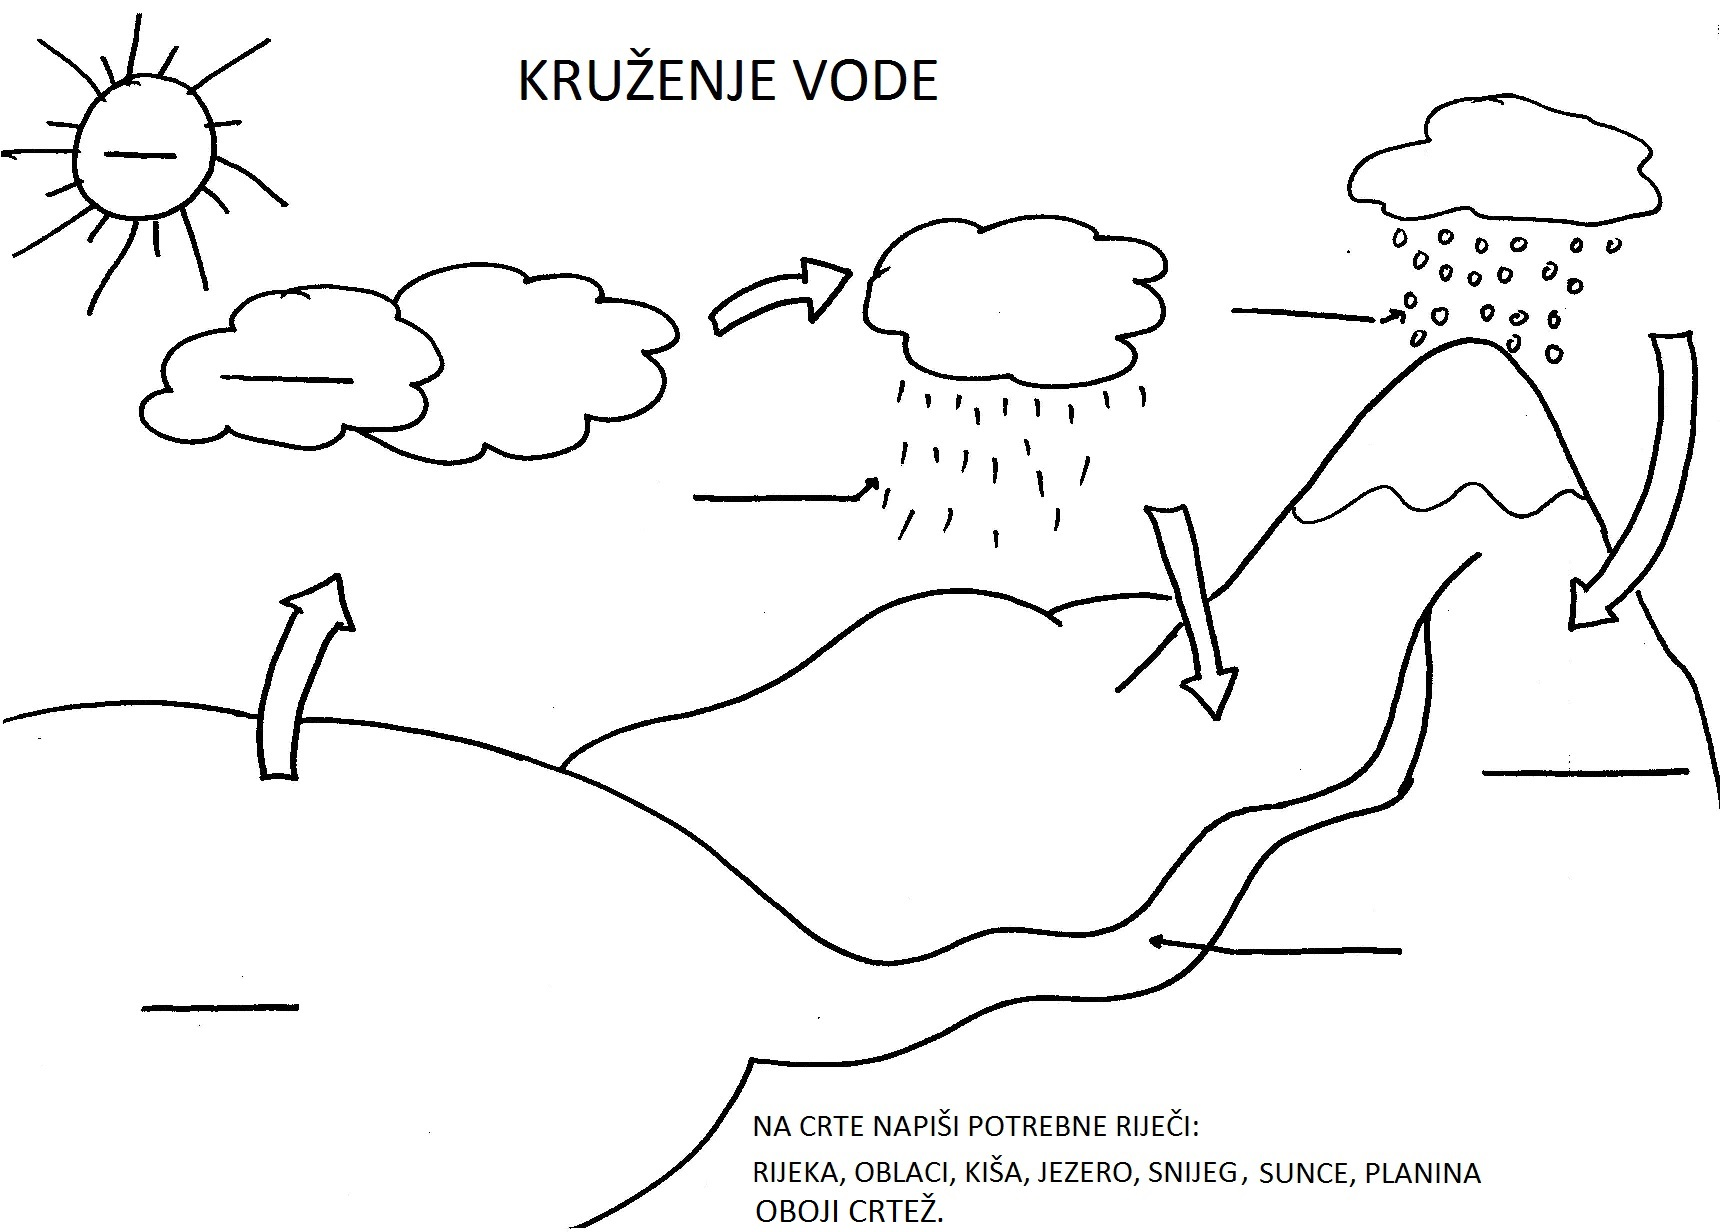 KRUŽENJE VODE
NA CRTE NAPIŠI POTREBNE RIJEČI:
RIJEKA, OBLACI, KIŠA, JEZERO, SNIJEG, SUNCE, PLANINA
OBOJI CRTEŽ.